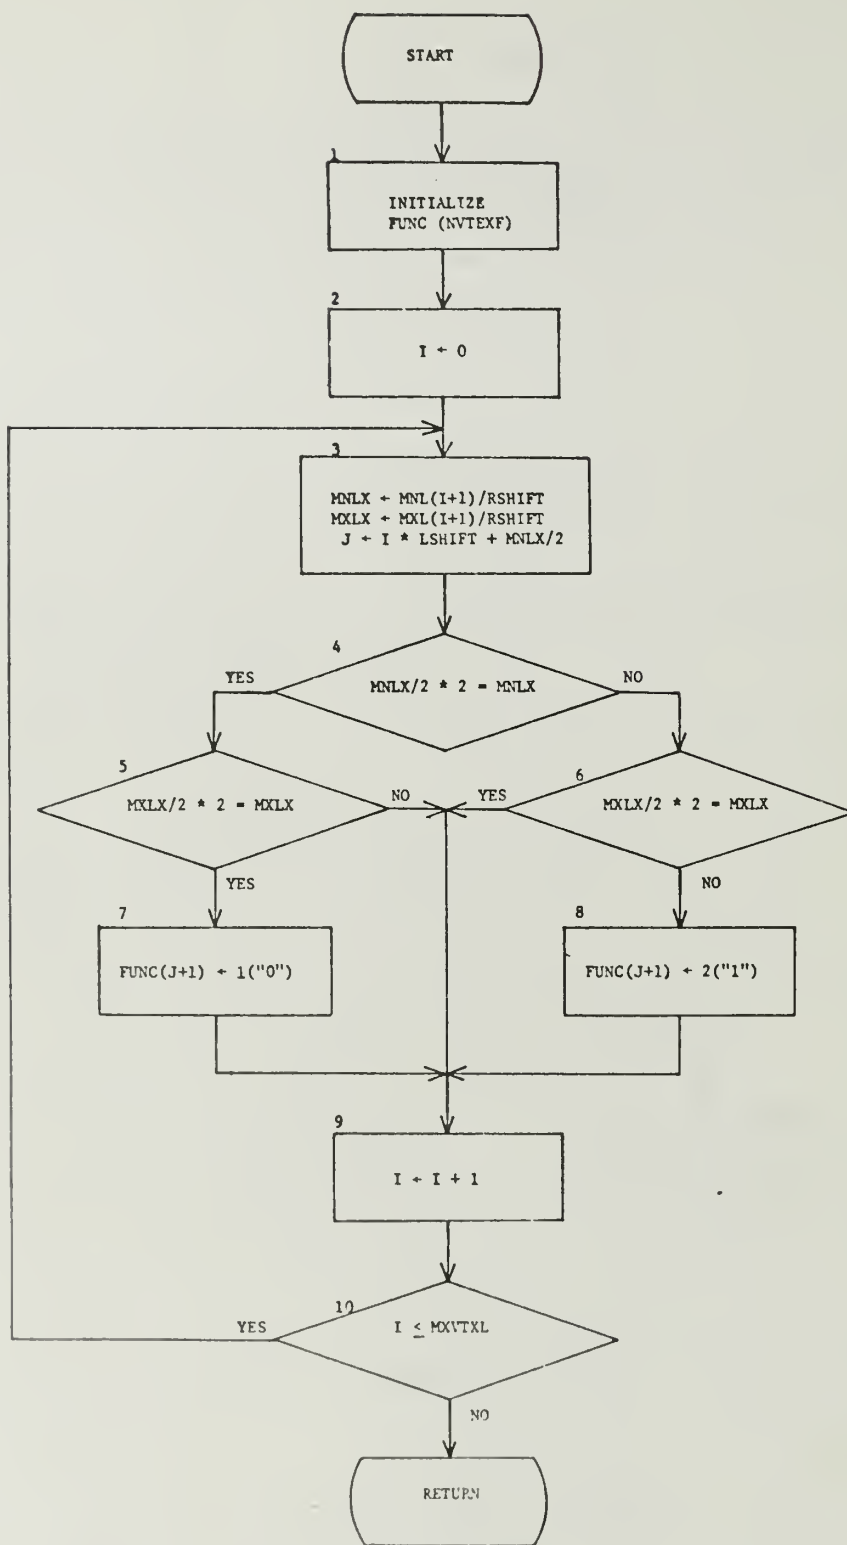 START
1
INITIALIZE
FUNC (NVTEXF)
2
I ← 0
3
MNLX ← MNL(I+1)/RSHIFT
MXLX ← MXL(I+1)/RSHIFT
J ← I * LSHIFT + MNLX/2
4
YES
MNLX/2 * 2 = MNLX
NO
5
MXLX/2 * 2 = MXLX
NO
YES
6
YES
MXLX/2 * 2 = MXLX
NO
7
FUNC(J+1) ← 1("0")
8
FUNC(J+1) ← 2("1")
9
I ← I + 1
10
YES
I ≤ MXVTXL
NO
RETURN